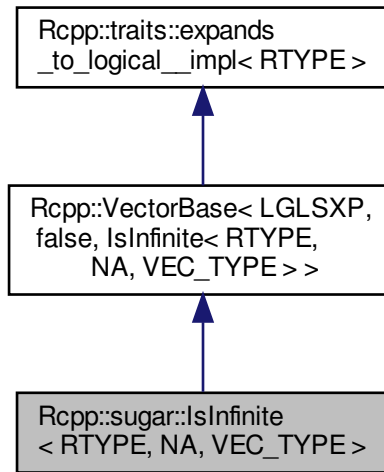 Rcpp::traits::expands
_to_logical__impl< RTYPE >
Rcpp::VectorBase< LGLSXP,
false, IsInfinite< RTYPE,
NA, VEC_TYPE > >
Rcpp::sugar::IsInfinite
< RTYPE, NA, VEC_TYPE >